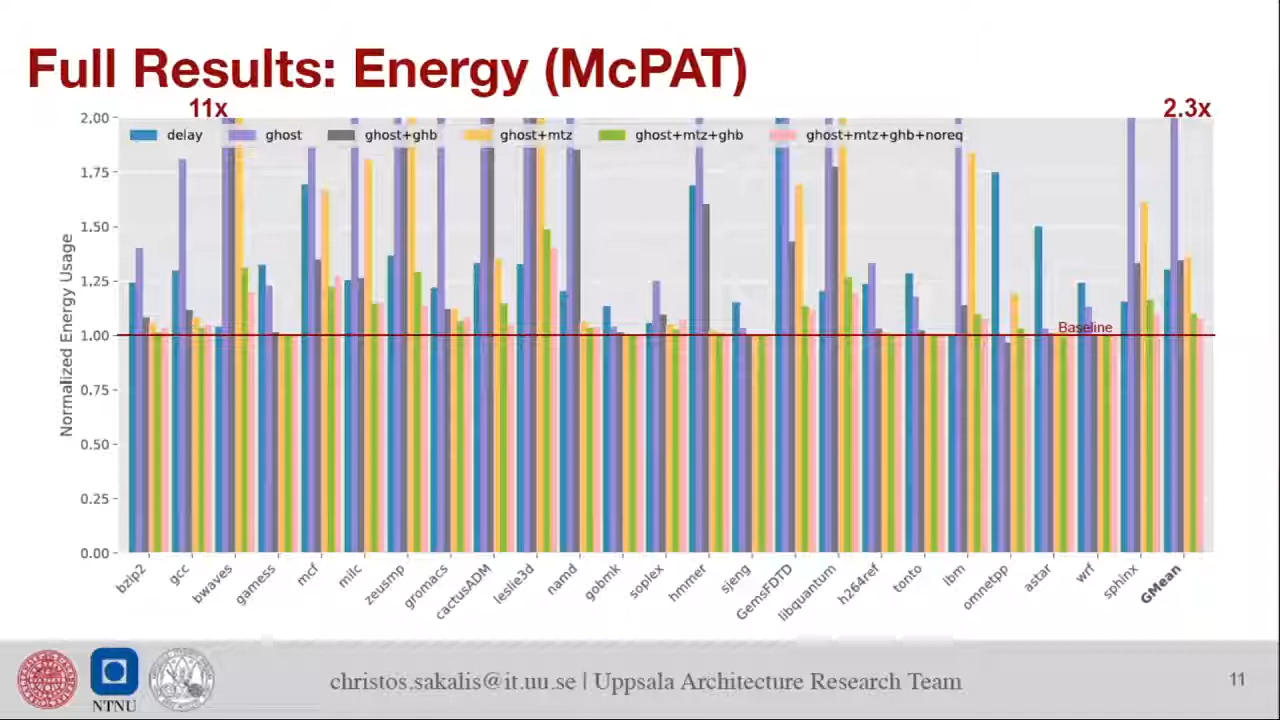 Full Results: Energy (McPAT)
11x
2.3x
delay ghost ghost+ghb ghost+mtz ghost+mtz+ghb ghost+mtz+ghb+noreq
Normalized Energy Usage
2.00
1.75
1.50
1.25
1.00
0.75
0.50
0.25
0.00
Baseline
bzip2 gcc bwaves gamess mcf milc zeusmp gromacs cactusADM leslie3d namd gobmk soplex hmmer sjeng GemsFDTD libquantum h264ref tonto lbm omnetpp astar wrf sphinx GMean
NTNU
christos.sakalis@it.uu.se | Uppsala Architecture Research Team
11